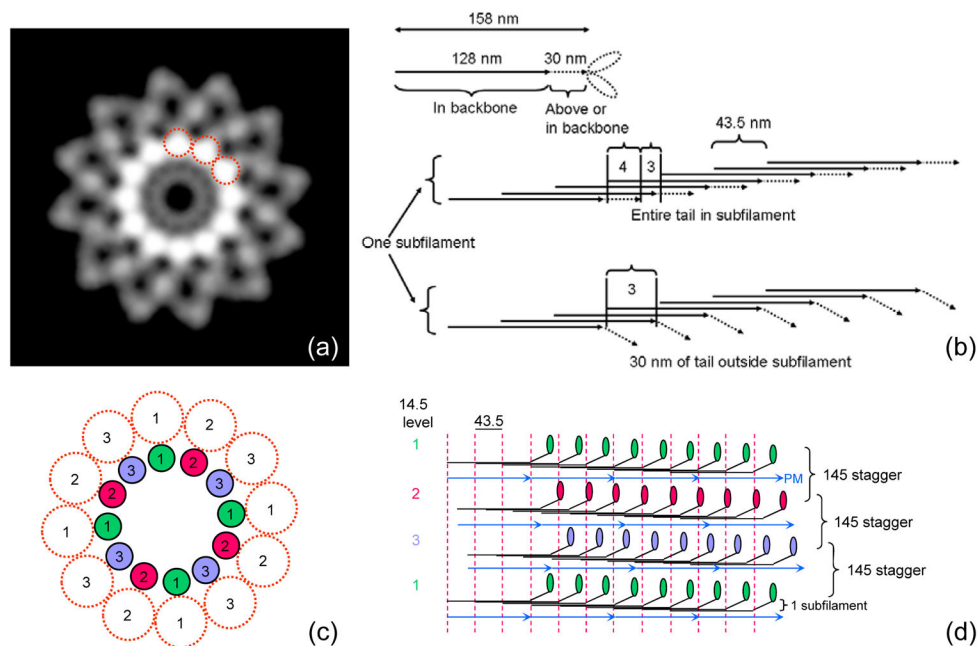 (a)
158 nm
128 nm
30 nm
In backbone
Above or
in backbone
43.5 nm
4
3
Entire tail in subfilament
One subfilament
3
30 nm of tail outside subfilament
(b)
1
2
3
1
2
3
1
2
3
1
2
3
1
2
3
1
2
3
1
2
3
1
2
3
(c)
14.5
level
43.5
1
PM
145 stagger
2
145 stagger
3
145 stagger
1
1 subfilament
(d)